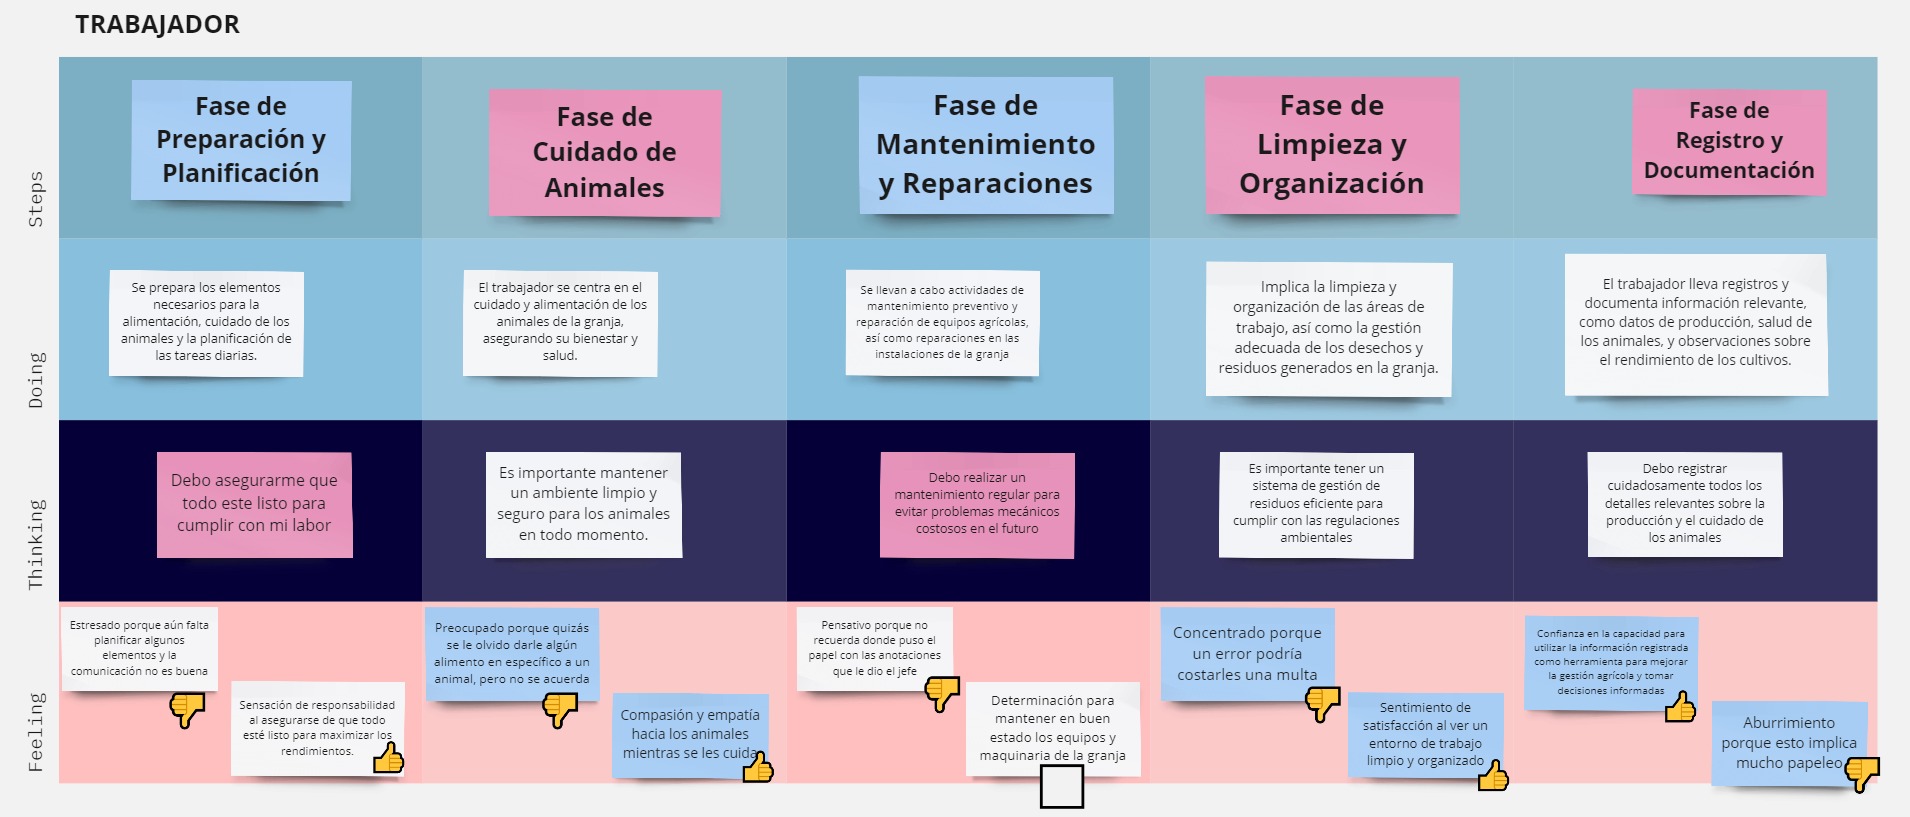 TRABAJADOR
Steps
Fase de
Preparación y
Planificación
Fase de
Cuidado de
Animales
Fase de
Mantenimiento
y Reparaciones
Fase de
Limpieza y
Organización
Fase de
Registro y
Documentación
Doing
Se prepara los elementos
necesarios para la
alimentación, cuidado de los
animales y la planificación de
las tareas diarias.
El trabajador se centra en el
cuidado y alimentación de los
animales de la granja,
asegurando su bienestar y
salud.
Se llevan a cabo actividades de
mantenimiento preventivo y
reparación de equipos agrícolas,
así como reparaciones en las
instalaciones de la granja
Implica la limpieza y
organización de las áreas de
trabajo, así como la gestión
adecuada de los desechos y
residuos generados en la granja.
El trabajador lleva registros y
documenta información relevante,
como datos de producción, salud de
los animales, y observaciones sobre
el rendimiento de los cultivos.
Thinking
Debo asegurarme que
todo este listo para
cumplir con mi labor
Es importante mantener
un ambiente limpio y
seguro para los animales
en todo momento.
Debo realizar un
mantenimiento regular para
evitar problemas mecánicos
costosos en el futuro
Es importante tener un
sistema de gestión de
residuos eficiente para
cumplir con las regulaciones
ambientales
Debo registrar
cuidadosamente todos los
detalles relevantes sobre la
producción y el cuidado de
los animales
Feeling
Estresado porque aún falta
planificar algunos
elementos y la
comunicación no es buena
Sensación de responsabilidad
al asegurarse de que todo
esté listo para maximizar los
rendimientos.
Preocupado porque quizás
se le olvido darle algún
alimento en específico a un
animal, pero no se acuerda
Compasión y empatía
hacia los animales
mientras se les cuida
Pensativo porque no
recuerda donde puso el
papel con las anotaciones
que le dio el jefe
Determinación para
mantener en buen
estado los equipos y
maquinaria de la granja
Concentrado porque
un error podría
costarles una multa
Sentimiento de
satisfacción al ver un
entorno de trabajo
limpio y organizado
Confianza en la capacidad para
utilizar la información registrada
como herramienta para mejorar
la gestión agrícola y tomar
decisiones informadas
Aburrimiento
porque esto implica
mucho papeleo